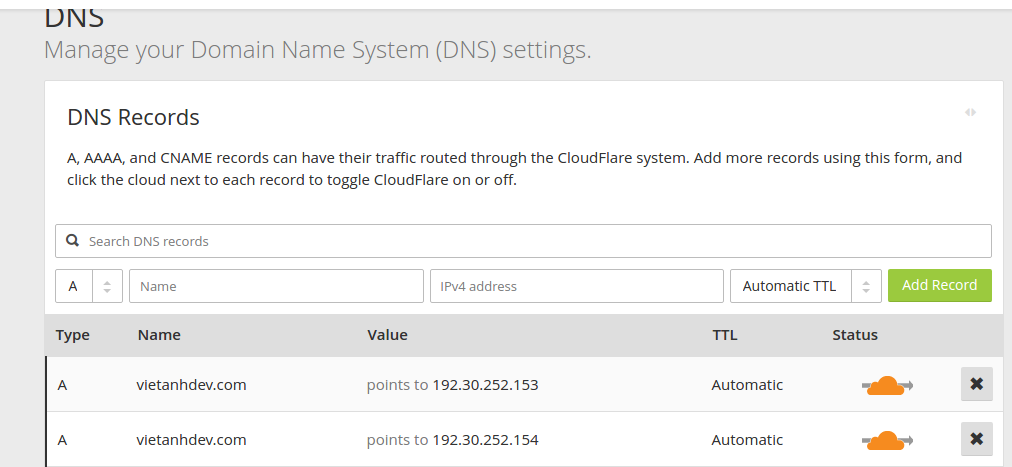 DNS
Manage your Domain Name System (DNS) settings.
DNS Records
A, AAAA, and CNAME records can have their traffic routed through the CloudFlare system. Add more records using this form, and
click the cloud next to each record to toggle CloudFlare on or off.
Search DNS records
A Name IPv4 address Automatic TTL Add Record
Type Name Value TTL Status
A vietanhdev.com points to 192.30.252.153 Automatic
A vietanhdev.com points to 192.30.252.154 Automatic